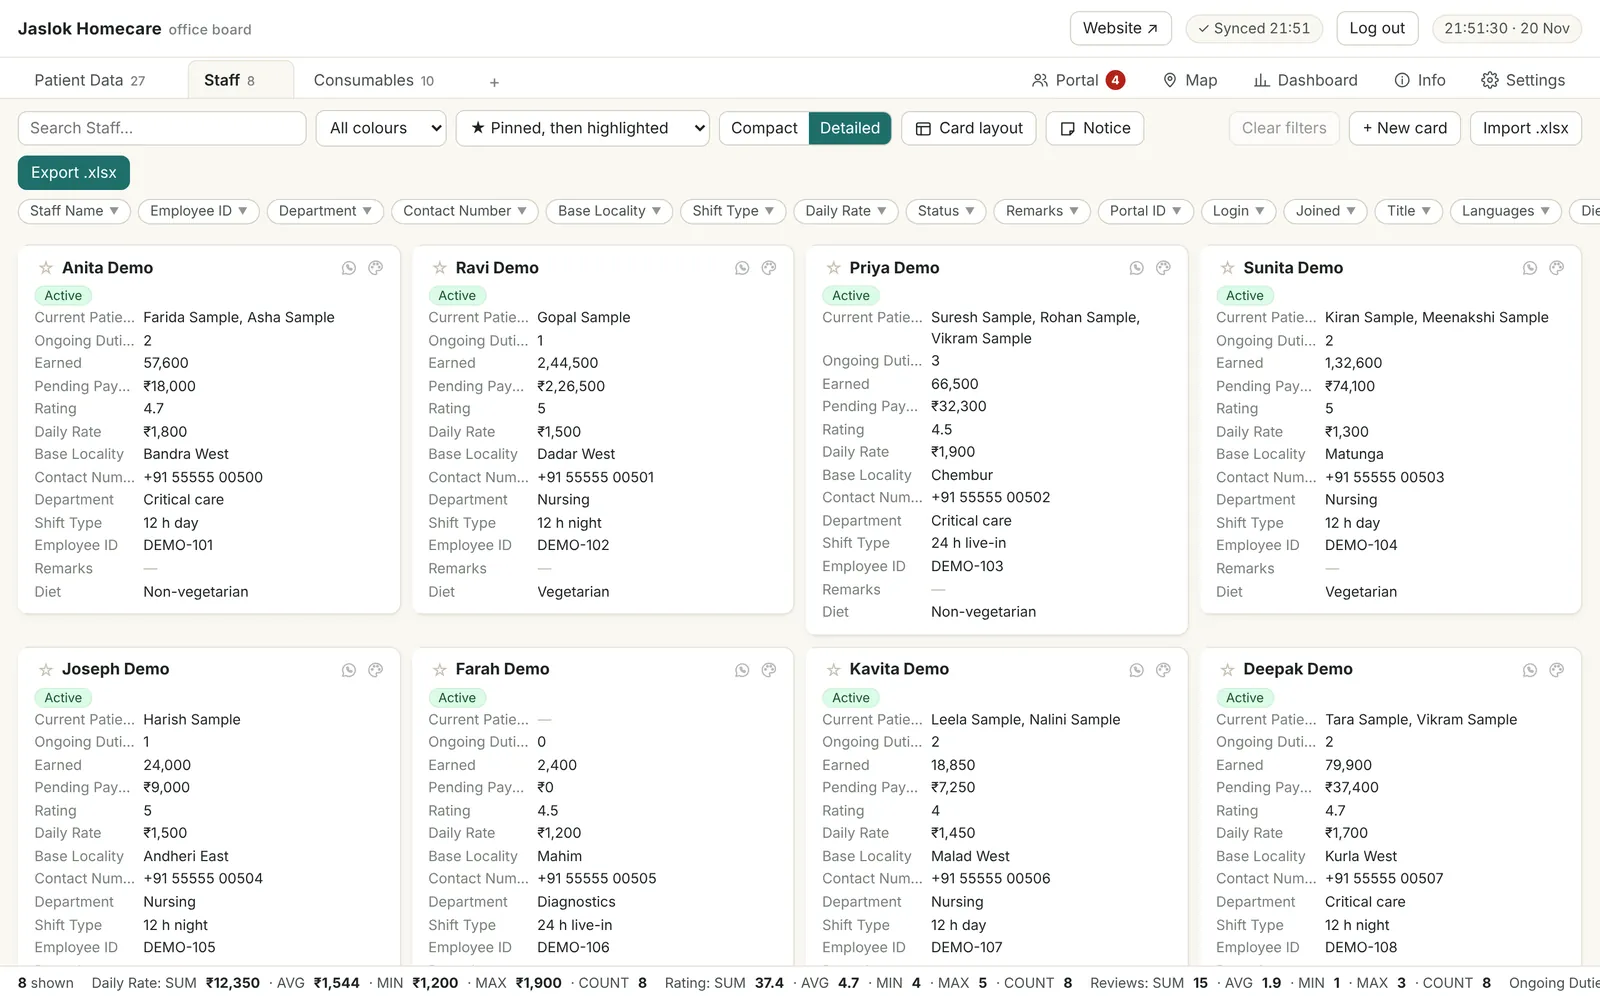 Jaslok Homecare office board
Website ↗ ✓ Synced 21:51 Log out 21:51:30 · 20 Nov
Patient Data 27 Staff 8 Consumables 10 + Portal 4 Map Dashboard Info Settings
Search Staff... All colours ★ Pinned, then highlighted Compact Detailed Card layout Notice Clear filters + New card Import .xlsx
Export .xlsx
Staff Name ▼ Employee ID ▼ Department ▼ Contact Number ▼ Base Locality ▼ Shift Type ▼ Daily Rate ▼ Status ▼ Remarks ▼ Portal ID ▼ Login ▼ Joined ▼ Title ▼ Languages ▼ Die
☆ Anita Demo
Active
Current Patie... Farida Sample, Asha Sample
Ongoing Duti... 2
Earned 57,600
Pending Pay... ₹18,000
Rating 4.7
Daily Rate ₹1,800
Base Locality Bandra West
Contact Num... +91 55555 00500
Department Critical care
Shift Type 12 h day
Employee ID DEMO-101
Remarks —
Diet Non-vegetarian
☆ Ravi Demo
Active
Current Patie... Gopal Sample
Ongoing Duti... 1
Earned 2,44,500
Pending Pay... ₹2,26,500
Rating 5
Daily Rate ₹1,500
Base Locality Dadar West
Contact Num... +91 55555 00501
Department Nursing
Shift Type 12 h night
Employee ID DEMO-102
Remarks —
Diet Vegetarian
☆ Priya Demo
Active
Current Patie... Suresh Sample, Rohan Sample,
Vikram Sample
Ongoing Duti... 3
Earned 66,500
Pending Pay... ₹32,300
Rating 4.5
Daily Rate ₹1,900
Base Locality Chembur
Contact Num... +91 55555 00502
Department Critical care
Shift Type 24 h live-in
Employee ID DEMO-103
Remarks —
Diet Non-vegetarian
☆ Sunita Demo
Active
Current Patie... Kiran Sample, Meenakshi Sample
Ongoing Duti... 2
Earned 1,32,600
Pending Pay... ₹74,100
Rating 5
Daily Rate ₹1,300
Base Locality Matunga
Contact Num... +91 55555 00503
Department Nursing
Shift Type 12 h day
Employee ID DEMO-104
Remarks —
Diet Vegetarian
☆ Joseph Demo
Active
Current Patie... Harish Sample
Ongoing Duti... 1
Earned 24,000
Pending Pay... ₹9,000
Rating 5
Daily Rate ₹1,500
Base Locality Andheri East
Contact Num... +91 55555 00504
Department Nursing
Shift Type 12 h night
Employee ID DEMO-105
☆ Farah Demo
Active
Current Patie... —
Ongoing Duti... 0
Earned 2,400
Pending Pay... ₹0
Rating 4.5
Daily Rate ₹1,200
Base Locality Mahim
Contact Num... +91 55555 00505
Department Diagnostics
Shift Type 24 h live-in
Employee ID DEMO-106
☆ Kavita Demo
Active
Current Patie... Leela Sample, Nalini Sample
Ongoing Duti... 2
Earned 18,850
Pending Pay... ₹7,250
Rating 4
Daily Rate ₹1,450
Base Locality Malad West
Contact Num... +91 55555 00506
Department Nursing
Shift Type 12 h day
Employee ID DEMO-107
☆ Deepak Demo
Active
Current Patie... Tara Sample, Vikram Sample
Ongoing Duti... 2
Earned 79,900
Pending Pay... ₹37,400
Rating 4.7
Daily Rate ₹1,700
Base Locality Kurla West
Contact Num... +91 55555 00507
Department Critical care
Shift Type 12 h night
Employee ID DEMO-108
8 shown Daily Rate: SUM ₹12,350 · AVG ₹1,544 · MIN ₹1,200 · MAX ₹1,900 · COUNT 8 Rating: SUM 37.4 · AVG 4.7 · MIN 4 · MAX 5 · COUNT 8 Reviews: SUM 15 · AVG 1.9 · MIN 1 · MAX 3 · COUNT 8 Ongoing Dutie